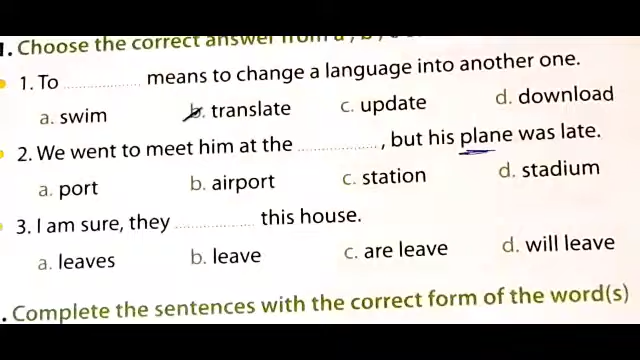 1. Choose the correct answer from a, b, c
1. To .................... means to change a language into another one.
a. swim b. translate c. update d. download
2. We went to meet him at the .................... , but his plane was late.
a. port b. airport c. station d. stadium
3. I am sure, they .................... this house.
a. leaves b. leave c. are leave d. will leave
. Complete the sentences with the correct form of the word(s)